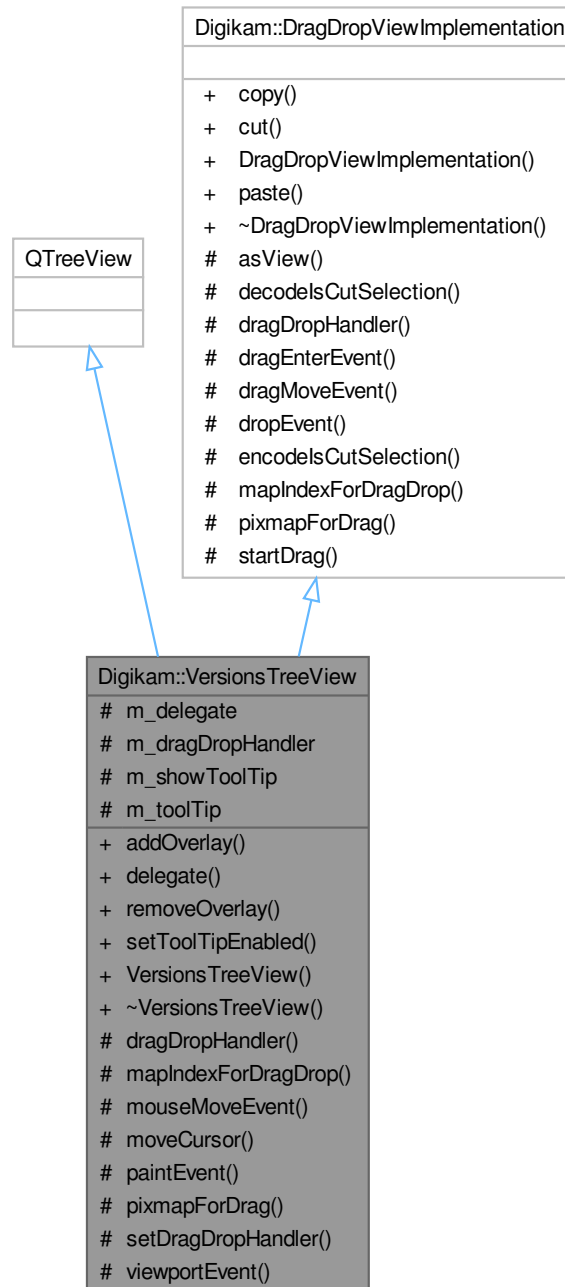 Digikam::DragDropViewImplementation
+ copy()
+ cut()
+ DragDropViewImplementation()
+ paste()
+ ~DragDropViewImplementation()
# asView()
# decodeIsCutSelection()
# dragDropHandler()
# dragEnterEvent()
# dragMoveEvent()
# dropEvent()
# encodeIsCutSelection()
# mapIndexForDragDrop()
# pixmapForDrag()
# startDrag()
QTreeView
Digikam::VersionsTreeView
# m_delegate
# m_dragDropHandler
# m_showToolTip
# m_toolTip
+ addOverlay()
+ delegate()
+ removeOverlay()
+ setToolTipEnabled()
+ VersionsTreeView()
+ ~VersionsTreeView()
# dragDropHandler()
# mapIndexForDragDrop()
# mouseMoveEvent()
# moveCursor()
# paintEvent()
# pixmapForDrag()
# setDragDropHandler()
# viewportEvent()